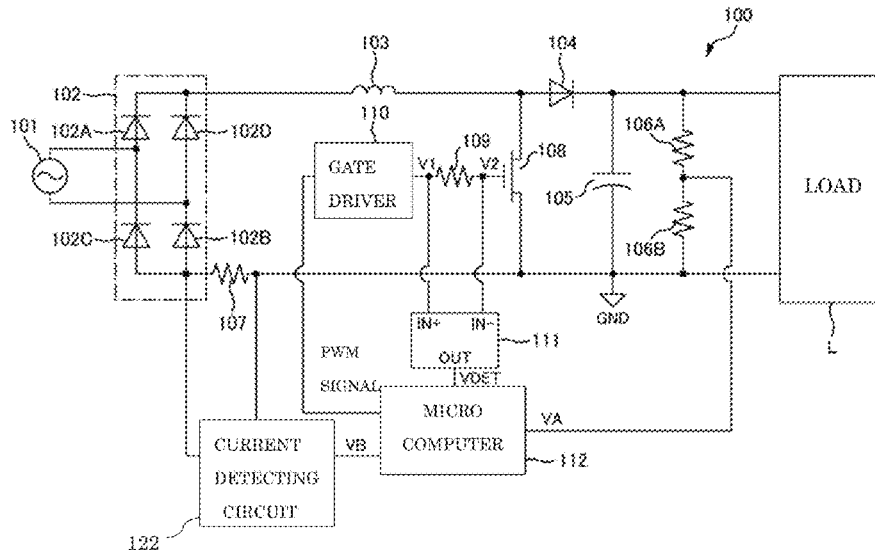 100
103
104
102
110
102A
102D
106A
109
101
GATE
DRIVER
V1
V2
108
LOAD
105
102C
102B
106B
107
GND
IN+
IN-
111
L
OUT
PWM
SIGNAL
VDET
MICRO
COMPUTER
VA
CURRENT
DETECTING
CIRCUIT
VB
112
122